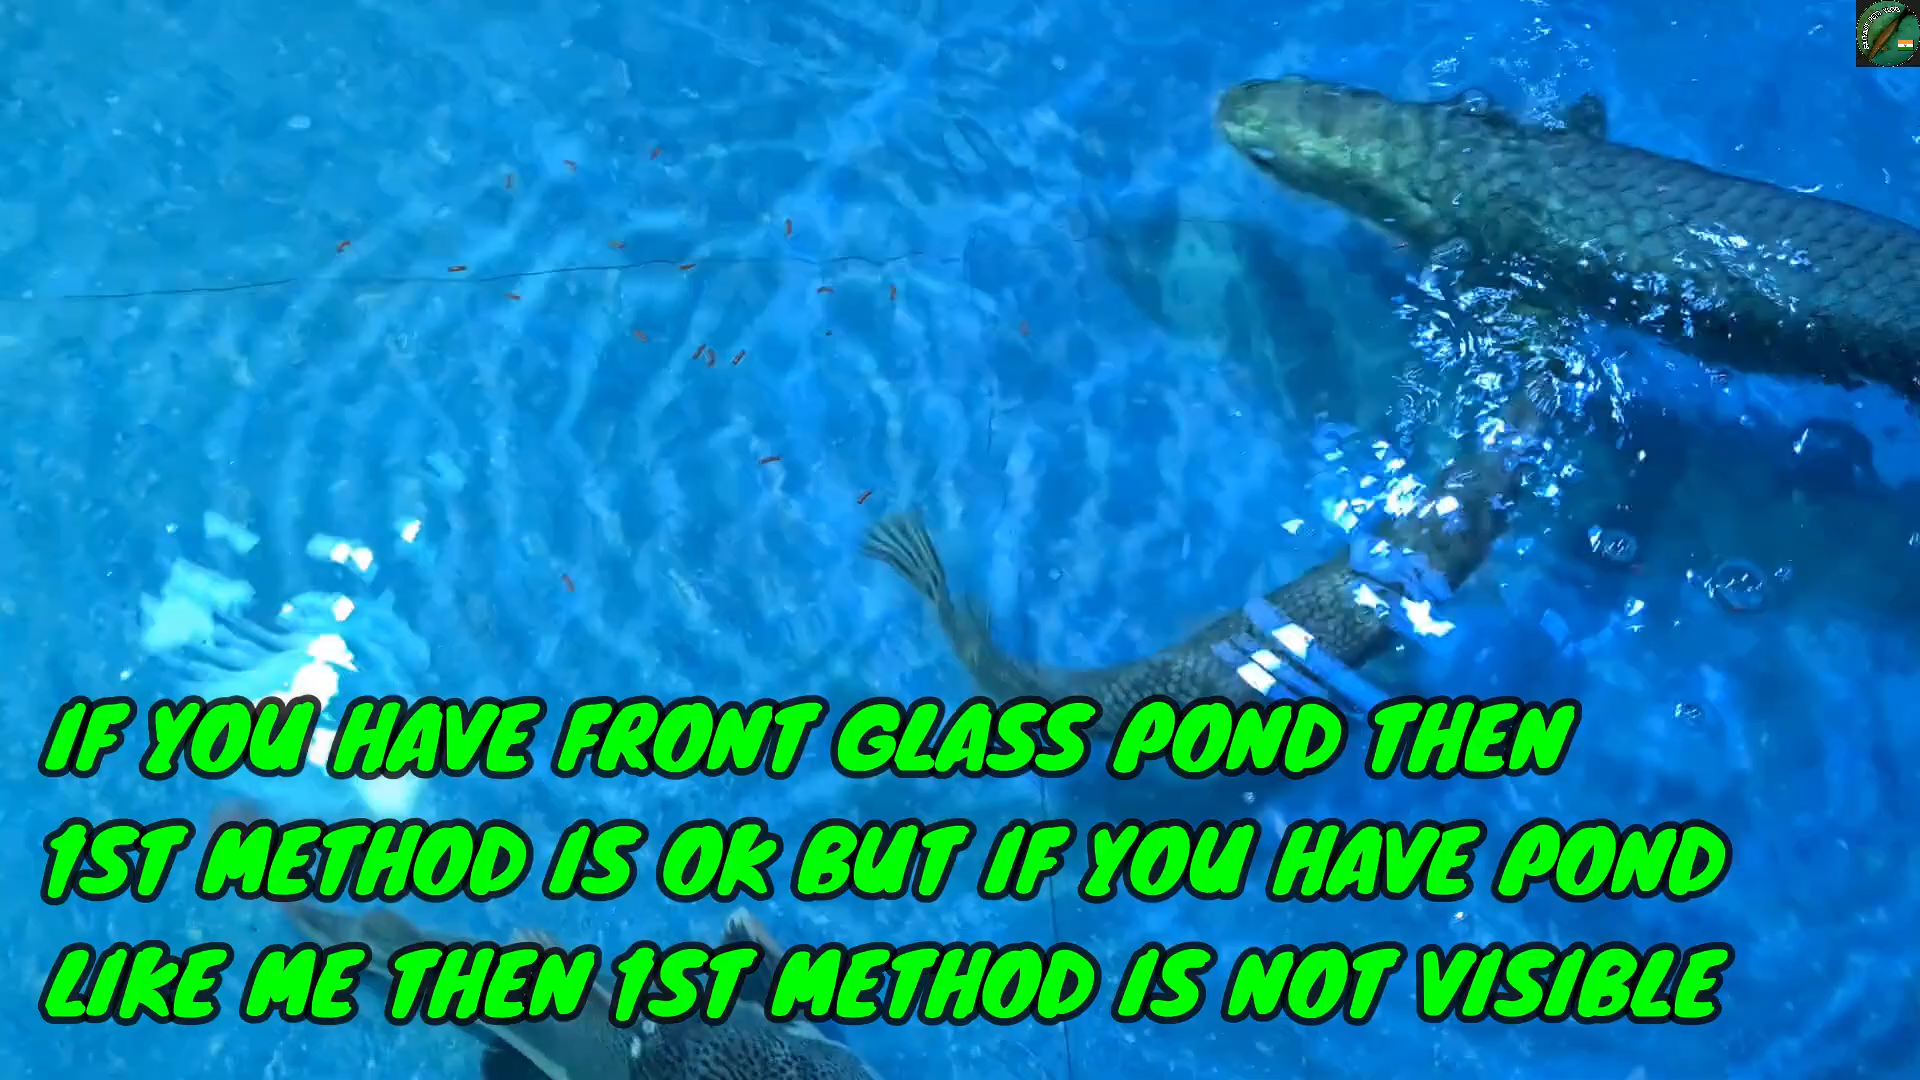 IF YOU HAVE FRONT GLASS POND THEN
1ST METHOD IS OK BUT IF YOU HAVE POND
LIKE ME THEN 1ST METHOD IS NOT VISIBLE